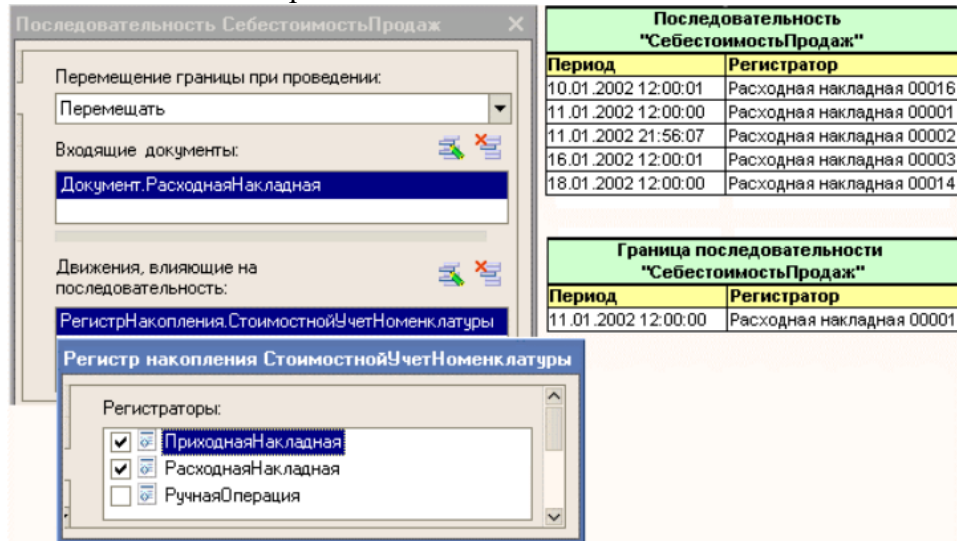 Последовательность СебестоимостьПродаж
Перемещение границы при проведении:
Перемещать
Входящие документы:
Документ.РасходнаяНакладная
Движения, влияющие на
последовательность:
РегистрНакопления.СтоимостнойУчетНоменклатуры
Регистр накопления СтоимостнойУчетНоменклатуры
Регистраторы:
ПриходнаяНакладная
РасходнаяНакладная
РучнаяОперация
Последовательность
"СебестоимостьПродаж"
Период Регистратор
10.01.2002 12:00:01 Расходная накладная 00016
11.01.2002 12:00:00 Расходная накладная 00001
11.01.2002 21:56:07 Расходная накладная 00002
16.01.2002 12:00:01 Расходная накладная 00003
18.01.2002 12:00:00 Расходная накладная 00014
Граница последовательности
"СебестоимостьПродаж"
Период Регистратор
11.01.2002 12:00:00 Расходная накладная 00001